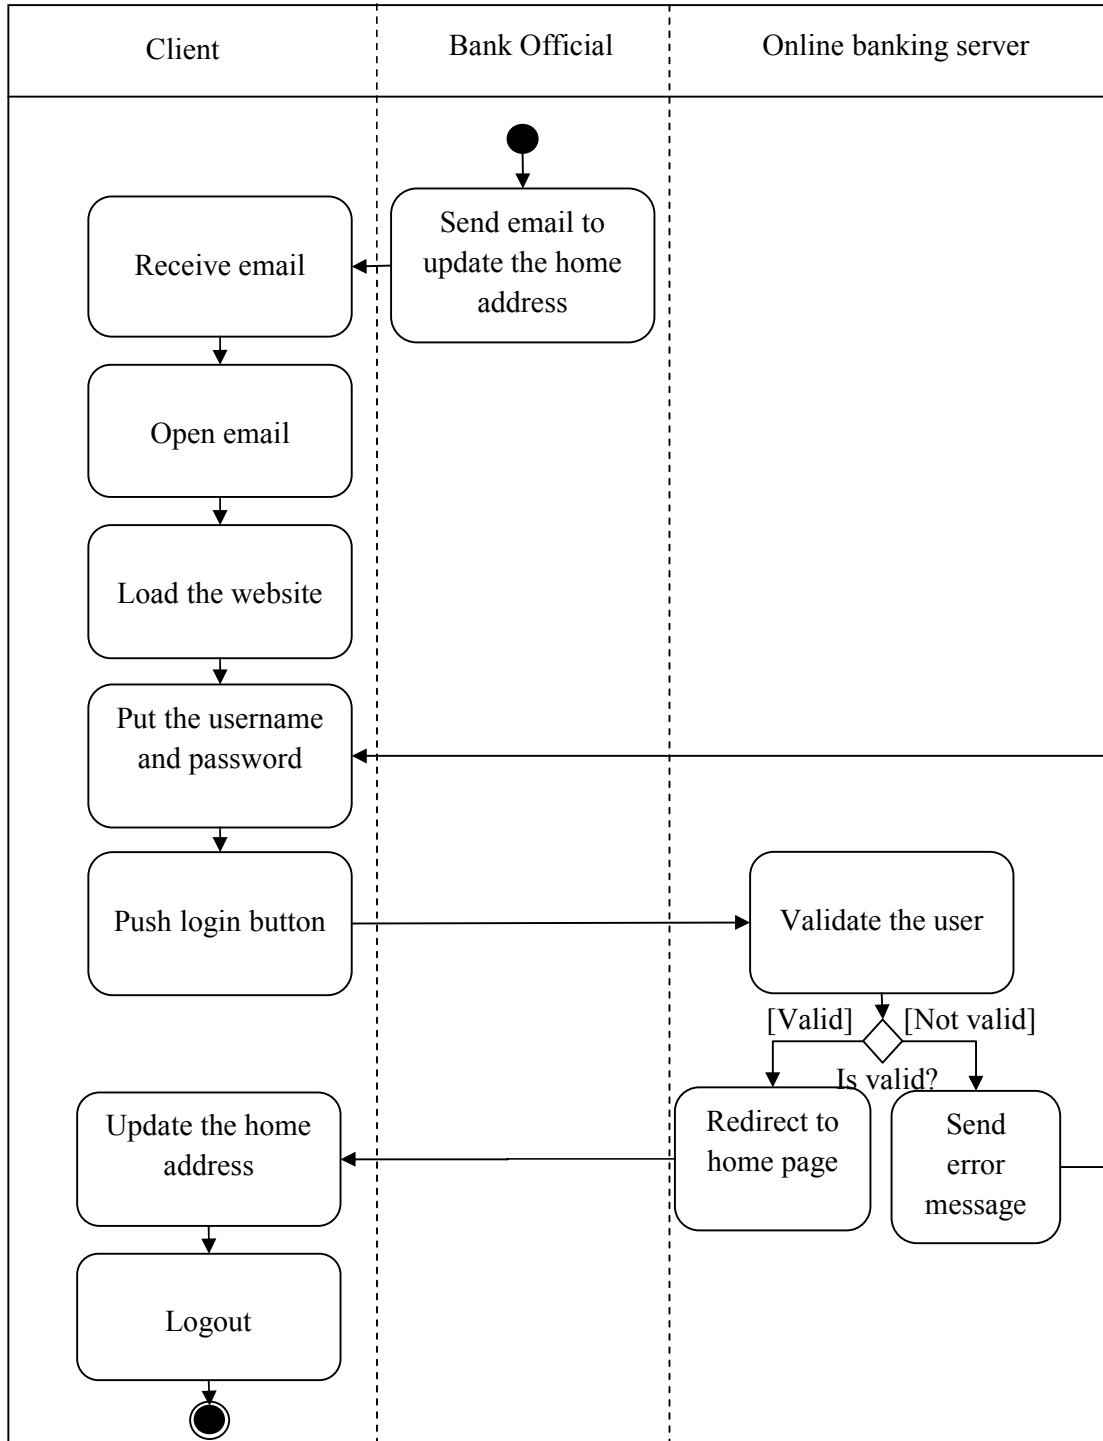 Client
Bank Official
Online banking server
Send email to
update the home
address
Receive email
Open email
Load the website
Put the username
and password
Push login button
Validate the user
[Valid]
[Not valid]
Is valid?
Redirect to
home page
Send
error
message
Update the home
address
Logout